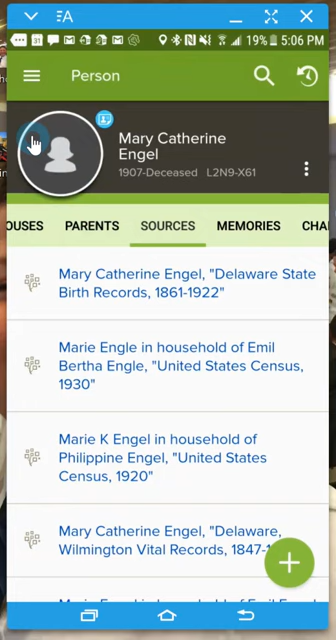 31 19% 5:06 PM
Person
Mary Catherine
Engel
1907-Deceased L2N9-X61
OUSES PARENTS SOURCES MEMORIES CHA
Mary Catherine Engel, "Delaware State
Birth Records, 1861-1922"
Marie Engle in household of Emil
Bertha Engle, "United States Census,
1930"
Marie K Engel in household of
Philippine Engel, "United States
Census, 1920"
Mary Catherine Engel, "Delaware,
Wilmington Vital Records, 1847-1